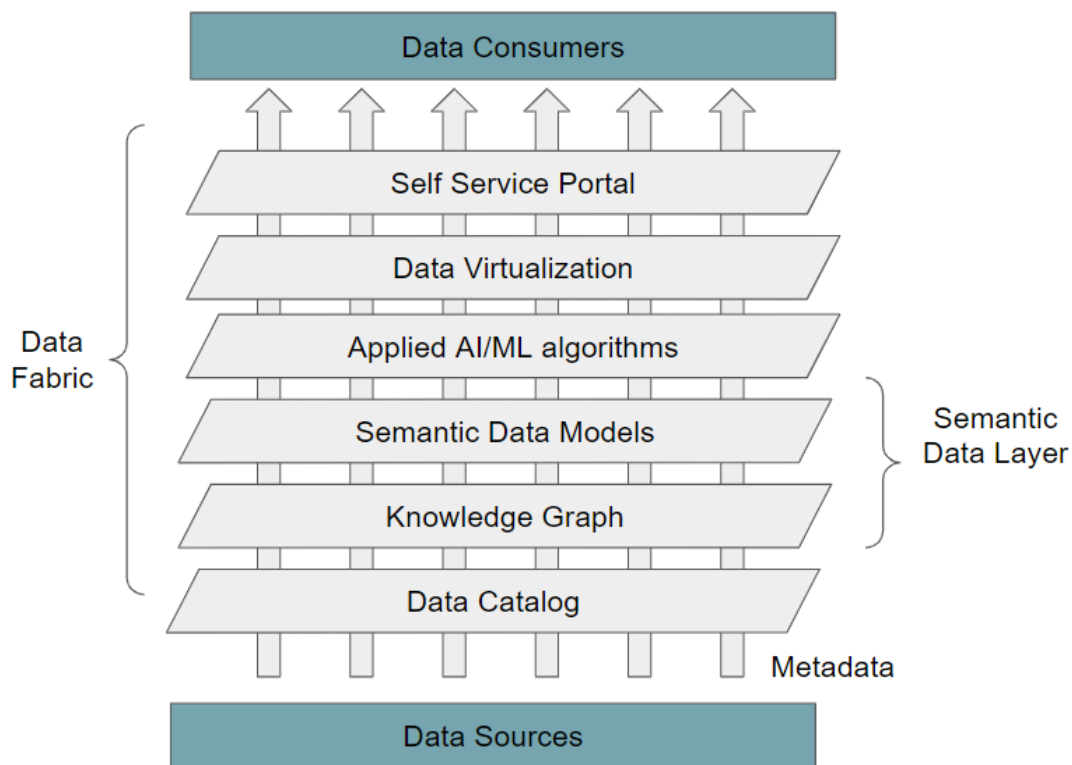 Data Consumers
Self Service Portal
Data Virtualization
Applied AI/ML algorithms
Data
Fabric
Semantic Data Models
Semantic
Data Layer
Knowledge Graph
Data Catalog
Metadata
Data Sources